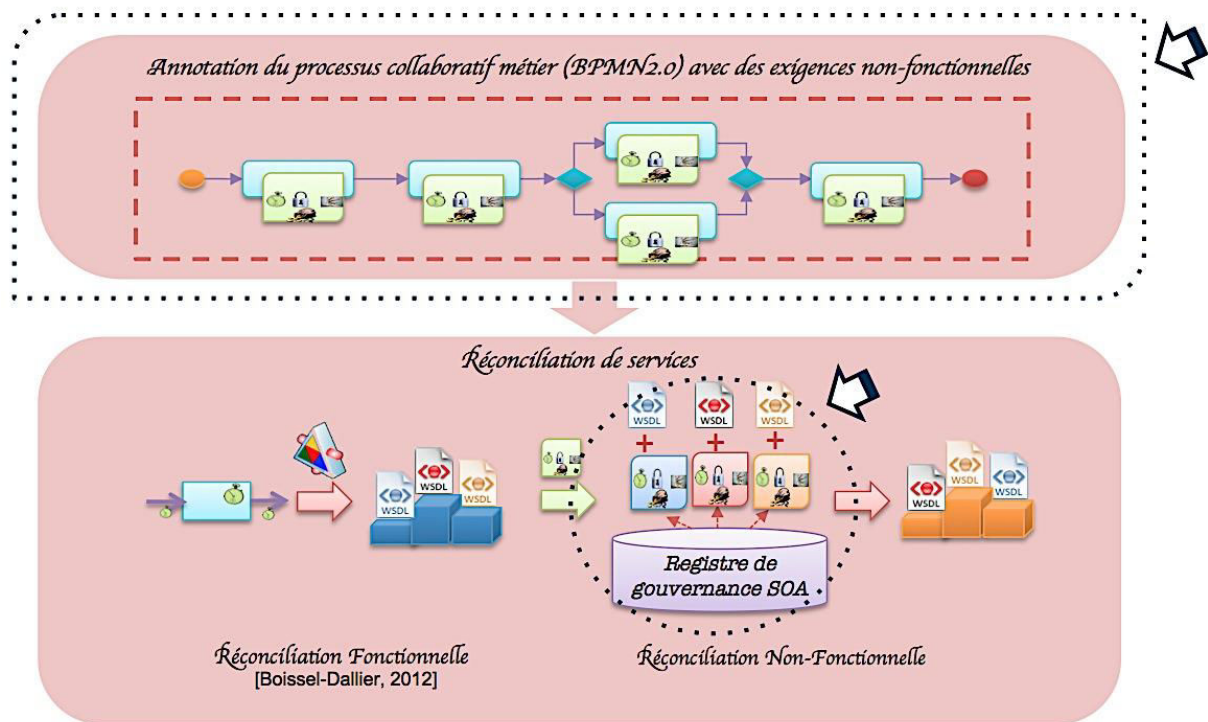 Annotation du processus collaboratif métier (BPMN2.0) avec des exigences non-fonctionnelles
Réconciliation de services
WSDL
WSDL
WSDL
WSDL
WSDL
WSDL
WSDL
WSDL
WSDL
Registre de
gouvernance SOA
Réconciliation Fonctionnelle
[Boissel-Dallier, 2012]
Réconciliation Non-Fonctionnelle